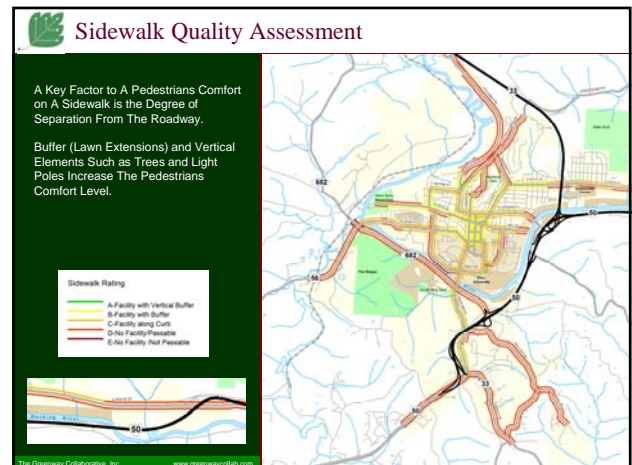 Sidewalk Quality Assessment
A Key Factor to A Pedestrians Comfort
on A Sidewalk is the Degree of
Separation From The Roadway.
Buffer (Lawn Extensions) and Vertical
Elements Such as Trees and Light
Poles Increase The Pedestrians
Comfort Level.
Sidewalk Rating
A-Facility with Vertical Buffer
B-Facility with Buffer
C-Facility along Curb
D-No Facility/Passable
E-No Facility /Not Passable
50
The Greenway Collaborative, Inc.
www.greenwaycollab.com
33
682
50
56
682
50
33
50